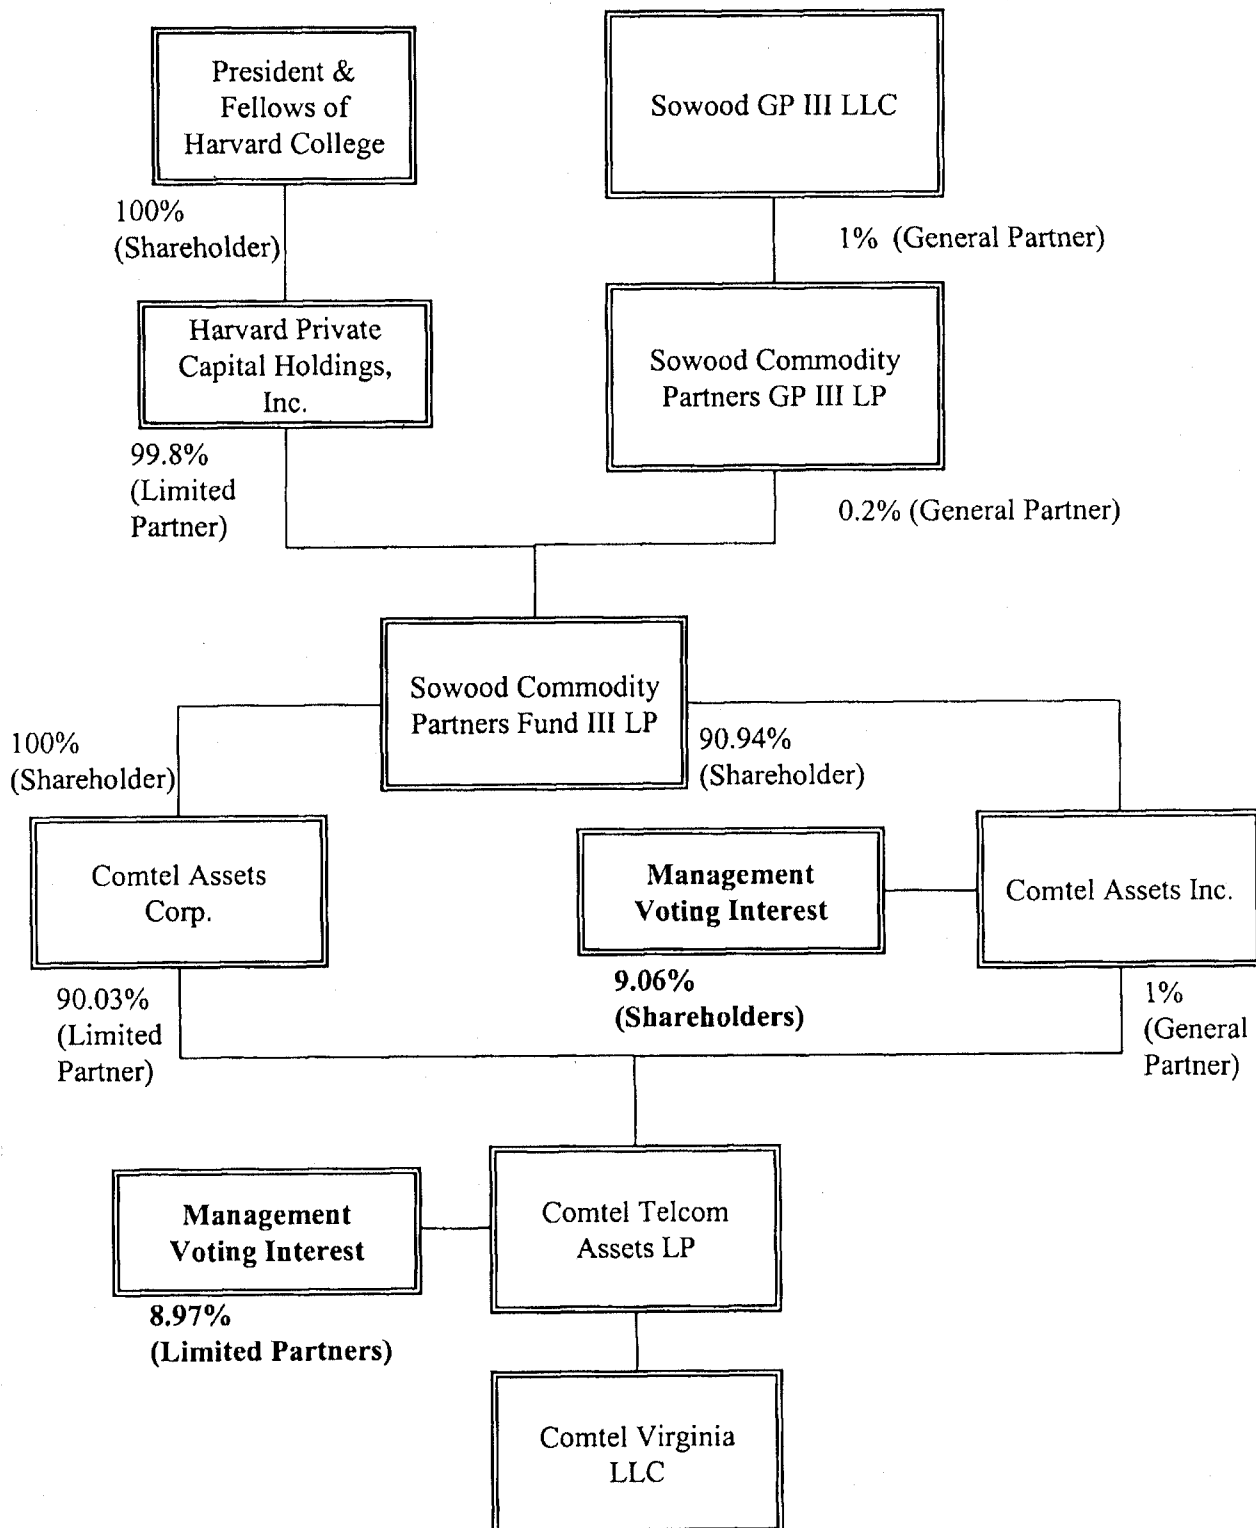 President &
Fellows of
Harvard College
Sowood GP III LLC
100%
(Shareholder)
1% (General Partner)
Harvard Private
Capital Holdings,
Inc.
Sowood Commodity
Partners GP III LP
99.8%
(Limited
Partner)
0.2% (General Partner)
Sowood Commodity
Partners Fund III LP
100%
(Shareholder)
90.94%
(Shareholder)
Comtel Assets
Corp.
Management
Voting Interest
Comtel Assets Inc.
9.06%
(Shareholders)
90.03%
(Limited
Partner)
1%
(General
Partner)
Management
Voting Interest
Comtel Telcom
Assets LP
8.97%
(Limited Partners)
Comtel Virginia
LLC